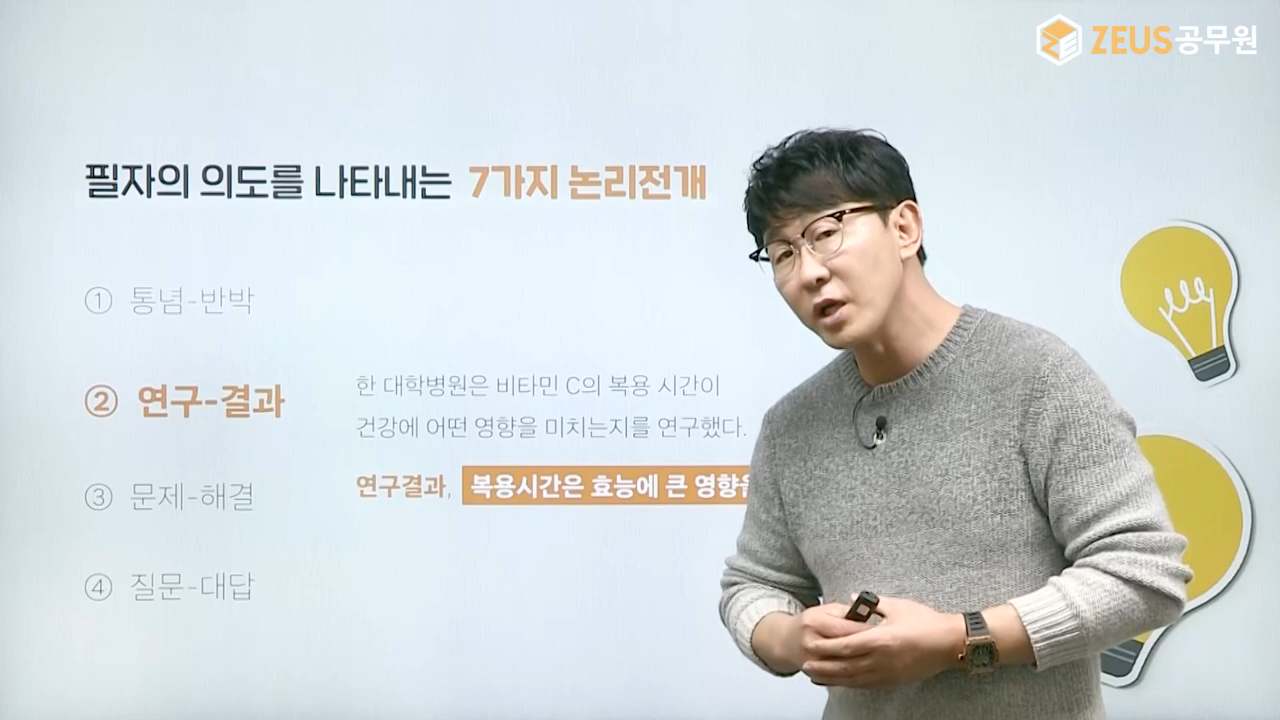 ZEUS공무원
필자의 의도를 나타내는 7가지 논리전개
① 통념-반박
② 연구-결과
한 대학병원은 비타민 C의 복용 시간이
건강에 어떤 영향을 미치는지를 연구했다.
연구결과, 복용시간은 효능에 큰 영향을
③ 문제-해결
④ 질문-대답